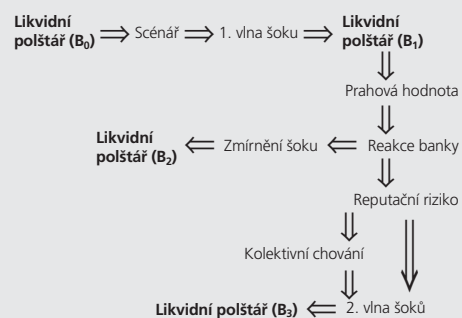 Likvidní
polštář (B₀)
Scénář
1. vlna šoku
Likvidní
polštář (B₁)
Prahová hodnota
Likvidní
polštář (B₂)
Zmírnění šoku
Reakce banky
Reputační riziko
Kolektivní chování
Likvidní polštář (B₃)
2. vlna šoků